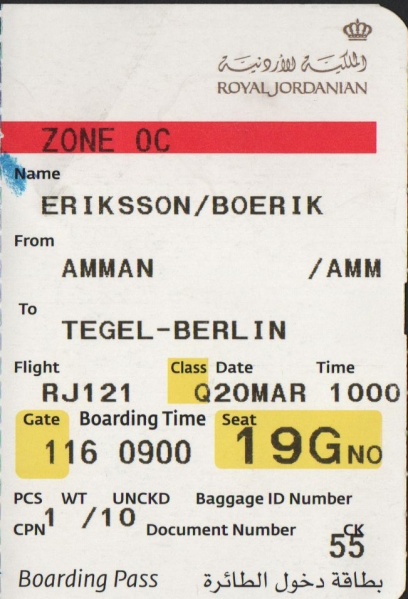 الملكية الأردنية
ROYAL JORDANIAN
ZONE OC
Name
ERIKSSON/BOERIK
From
AMMAN /AMM
To
TEGEL-BERLIN
Flight Class Date Time
RJ121 Q20MAR 1000
Gate Boarding Time Seat
116 0900 19G NO
PCS WT UNCKD Baggage ID Number
1 /10
CPN Document Number CK
55
Boarding Pass بطاقة دخول الطائرة